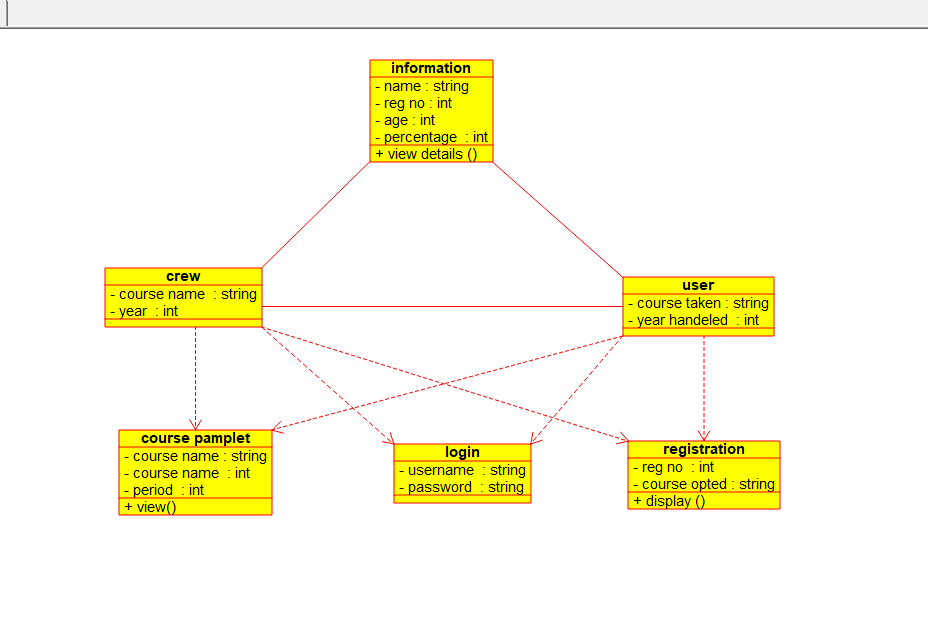 information
- name : string
- reg no : int
- age : int
- percentage  : int
+ view details ()
crew
- course name  : string
- year  : int
user
- course taken : string
- year handeled  : int
course pamplet
- course name : string
- course name  : int
- period  : int
+ view()
login
- username  : string
- password  : string
registration
- reg no  : int
- course opted : string
+ display ()